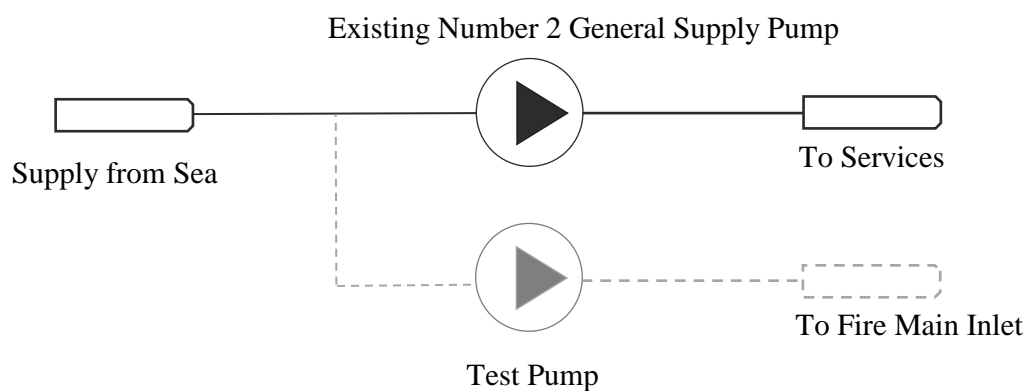 Existing Number 2 General Supply Pump
Supply from Sea
To Services
To Fire Main Inlet
Test Pump